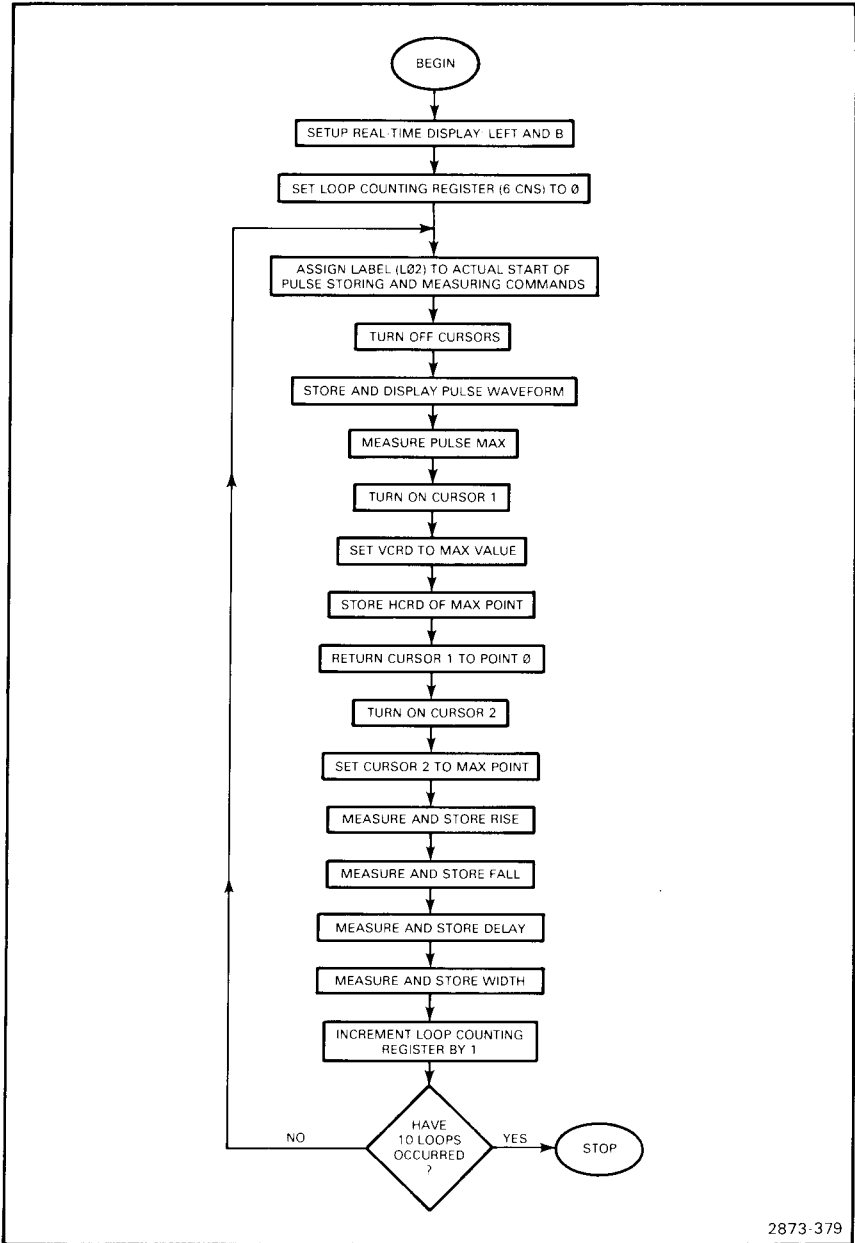 BEGIN
SETUP REAL-TIME DISPLAY: LEFT AND B
SET LOOP COUNTING REGISTER (6 CNS) TO Ø
ASSIGN LABEL (LØ2) TO ACTUAL START OF
PULSE STORING AND MEASURING COMMANDS
TURN OFF CURSORS
STORE AND DISPLAY PULSE WAVEFORM
MEASURE PULSE MAX
TURN ON CURSOR 1
SET VCRD TO MAX VALUE
STORE HCRD OF MAX POINT
RETURN CURSOR 1 TO POINT Ø
TURN ON CURSOR 2
SET CURSOR 2 TO MAX POINT
MEASURE AND STORE RISE
MEASURE AND STORE FALL
MEASURE AND STORE DELAY
MEASURE AND STORE WIDTH
INCREMENT LOOP COUNTING
REGISTER BY 1
HAVE
10 LOOPS
OCCURRED
?
NO
YES
STOP
2873-379